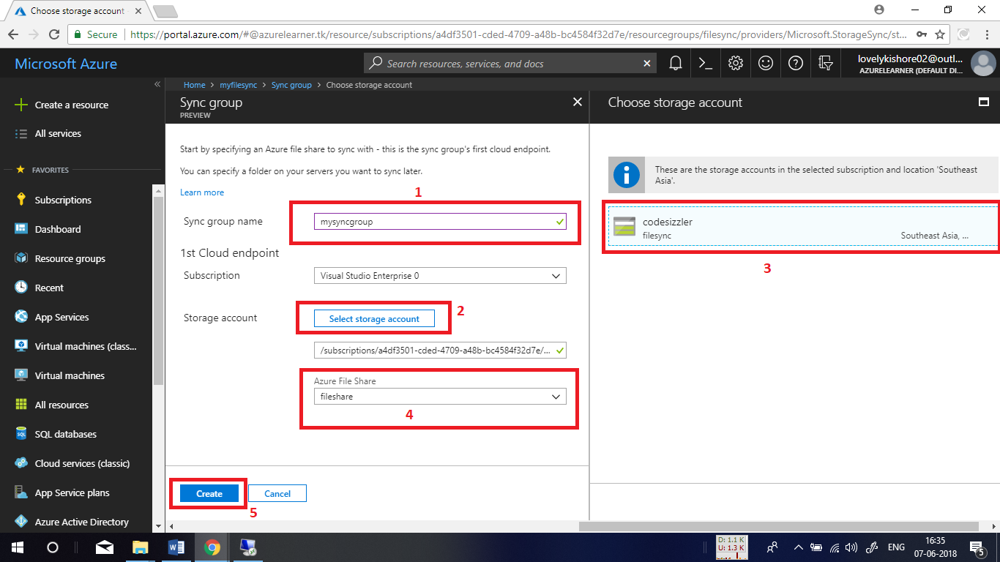 Choose storage account
Secure
https://portal.azure.com/#@azurelearner.tk/resource/subscriptions/a4df3501-cded-4709-a48b-bc4584f32d7e/resourcegroups/filesync/providers/Microsoft.StorageSync/st...
Microsoft Azure
Search resources, services, and docs
lovelykishore02@outl...
AZURELEARNER (DEFAULT DI...
Create a resource
All services
FAVORITES
Subscriptions
Dashboard
Resource groups
Recent
App Services
Virtual machines (class...
Virtual machines
All resources
SQL databases
Cloud services (classic)
App Service plans
Azure Active Directory
Home > myfilesync > Sync group > Choose storage account
Sync group
PREVIEW
Start by specifying an Azure file share to sync with - this is the sync group's first cloud endpoint.
You can specify a folder on your servers you want to sync later.
Learn more
1
Sync group name
mysyncgroup
1st Cloud endpoint
Subscription
Visual Studio Enterprise 0
Storage account
Select storage account
2
/subscriptions/a4df3501-cded-4709-a48b-bc4584f32d7e/...
Azure File Share
fileshare
4
Create
Cancel
5
Choose storage account
These are the storage accounts in the selected subscription and location 'Southeast
Asia'.
codesizzler
filesync
Southeast Asia, ...
3
D: 1.1 K
U: 1.3 K
ENG
16:35
07-06-2018
5